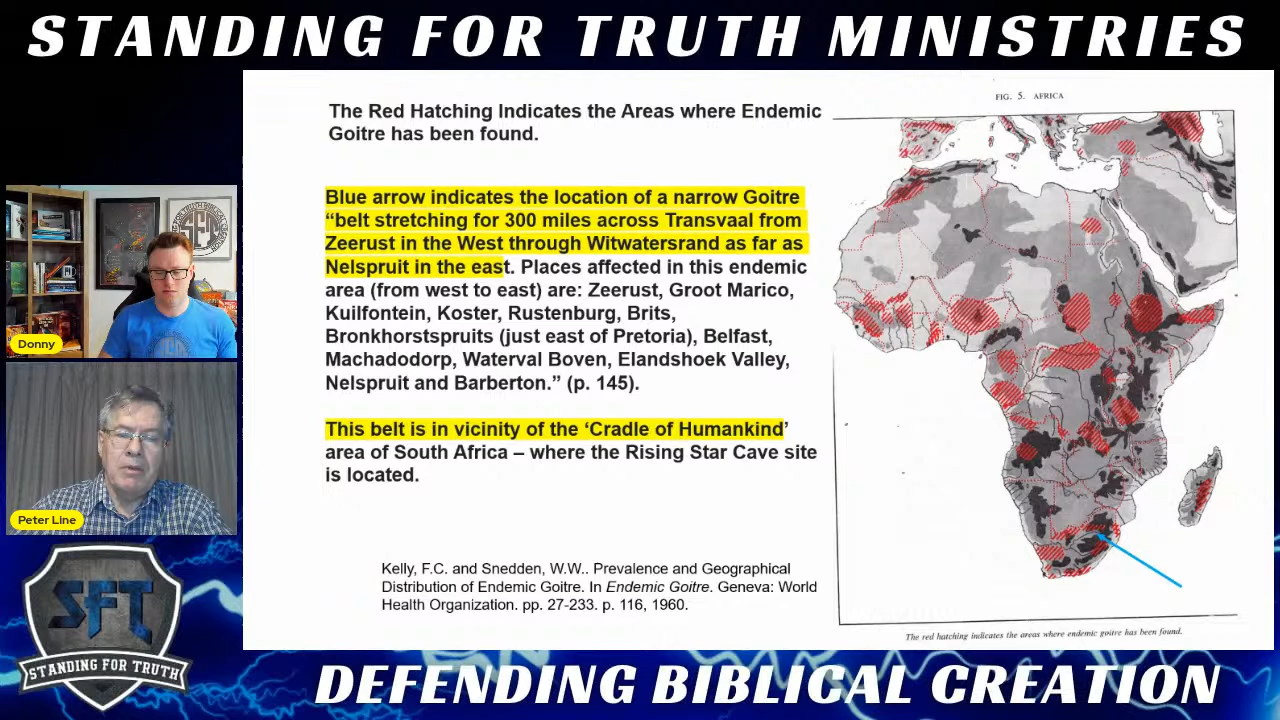 STANDING FOR TRUTH MINISTRIES
The Red Hatching Indicates the Areas where Endemic
Goitre has been found.
Blue arrow indicates the location of a narrow Goitre
“belt stretching for 300 miles across Transvaal from
Zeerust in the West through Witwatersrand as far as
Nelspruit in the east. Places affected in this endemic
area (from west to east) are: Zeerust, Groot Marico,
Kuilfontein, Koster, Rustenburg, Brits,
Bronkhorstspruits (just east of Pretoria), Belfast,
Machadodorp, Waterval Boven, Elandshoek Valley,
Nelspruit and Barberton.” (p. 145).
This belt is in vicinity of the ‘Cradle of Humankind’
area of South Africa – where the Rising Star Cave site
is located.
Kelly, F.C. and Snedden, W.W.. Prevalence and Geographical
Distribution of Endemic Goitre. In Endemic Goitre. Geneva: World
Health Organization. pp. 27-233. p. 116, 1960.
FIG. 5. AFRICA
The red hatching indicates the areas where endemic goitre has been found.
Donny
Peter Line
SFT
STANDING FOR TRUTH
DEFENDING BIBLICAL CREATION